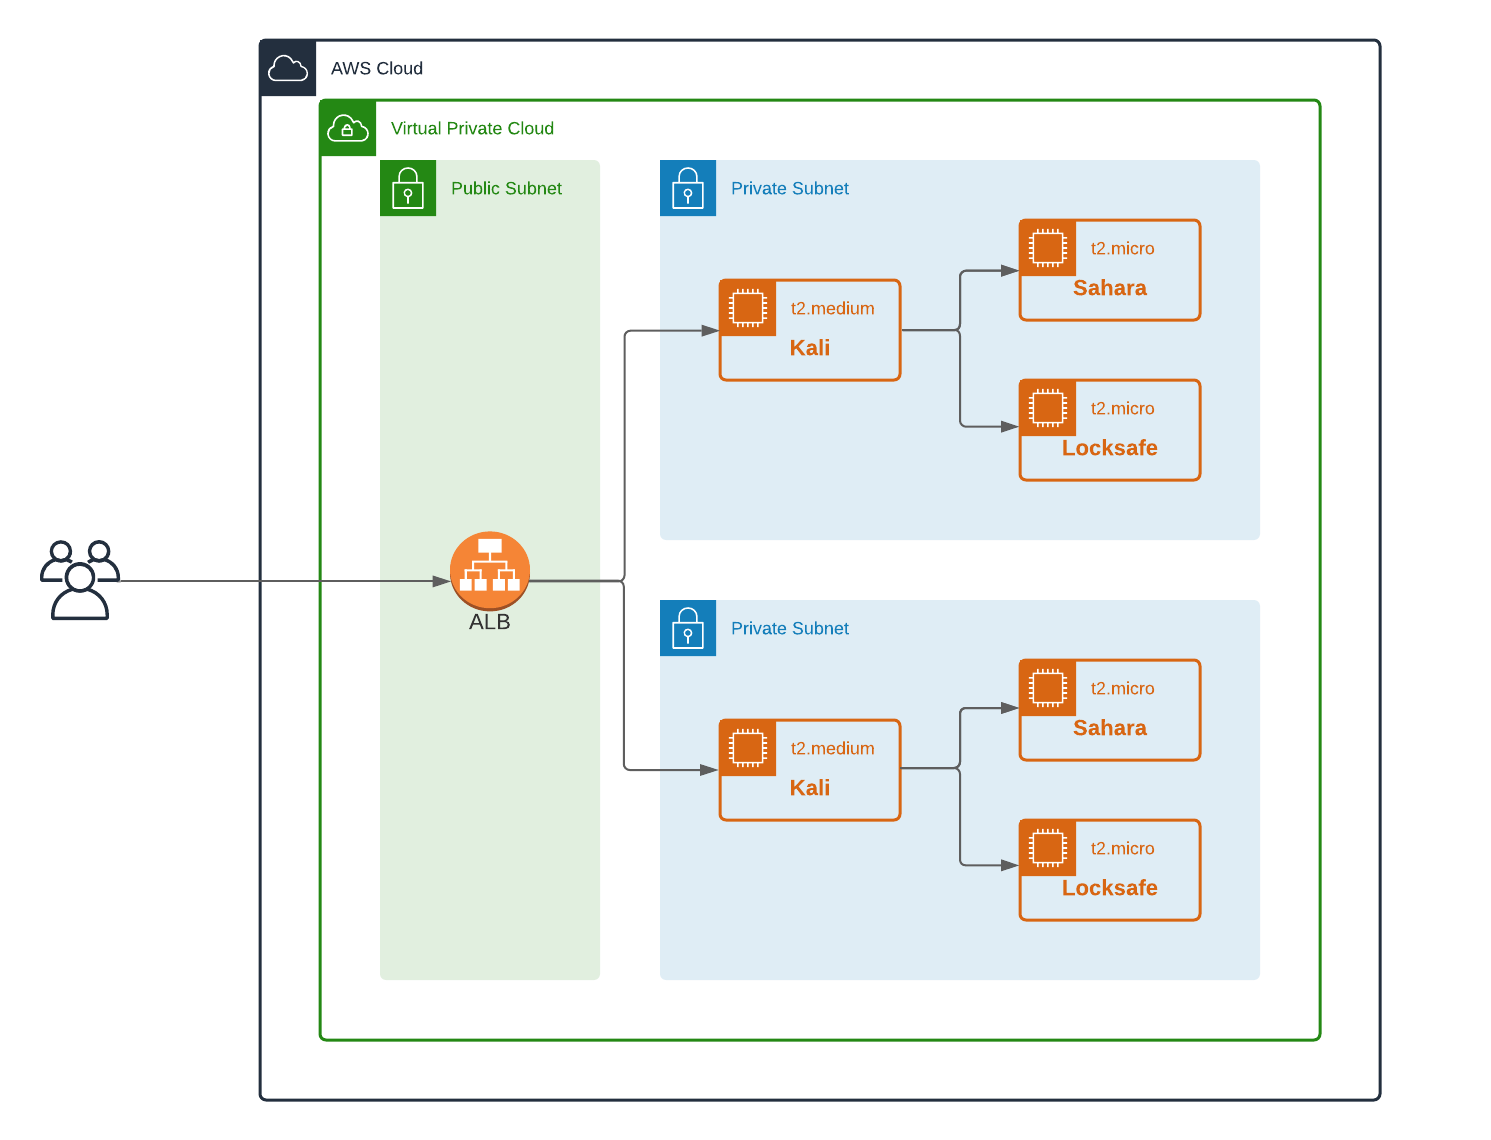 AWS Cloud
Virtual Private Cloud
Public Subnet
Private Subnet
t2.micro
Sahara
t2.medium
Kali
t2.micro
Locksafe
ALB
Private Subnet
t2.micro
Sahara
t2.medium
Kali
t2.micro
Locksafe